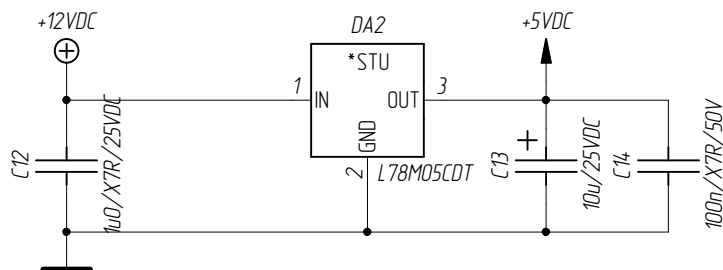 +12VDC
DA2
+5VDC
*STU
1
IN
OUT
3
GND
2
L78M05CDT
C12
1u0/X7R/25VDC
+
C13
10u/25VDC
C14
100n/X7R/50V